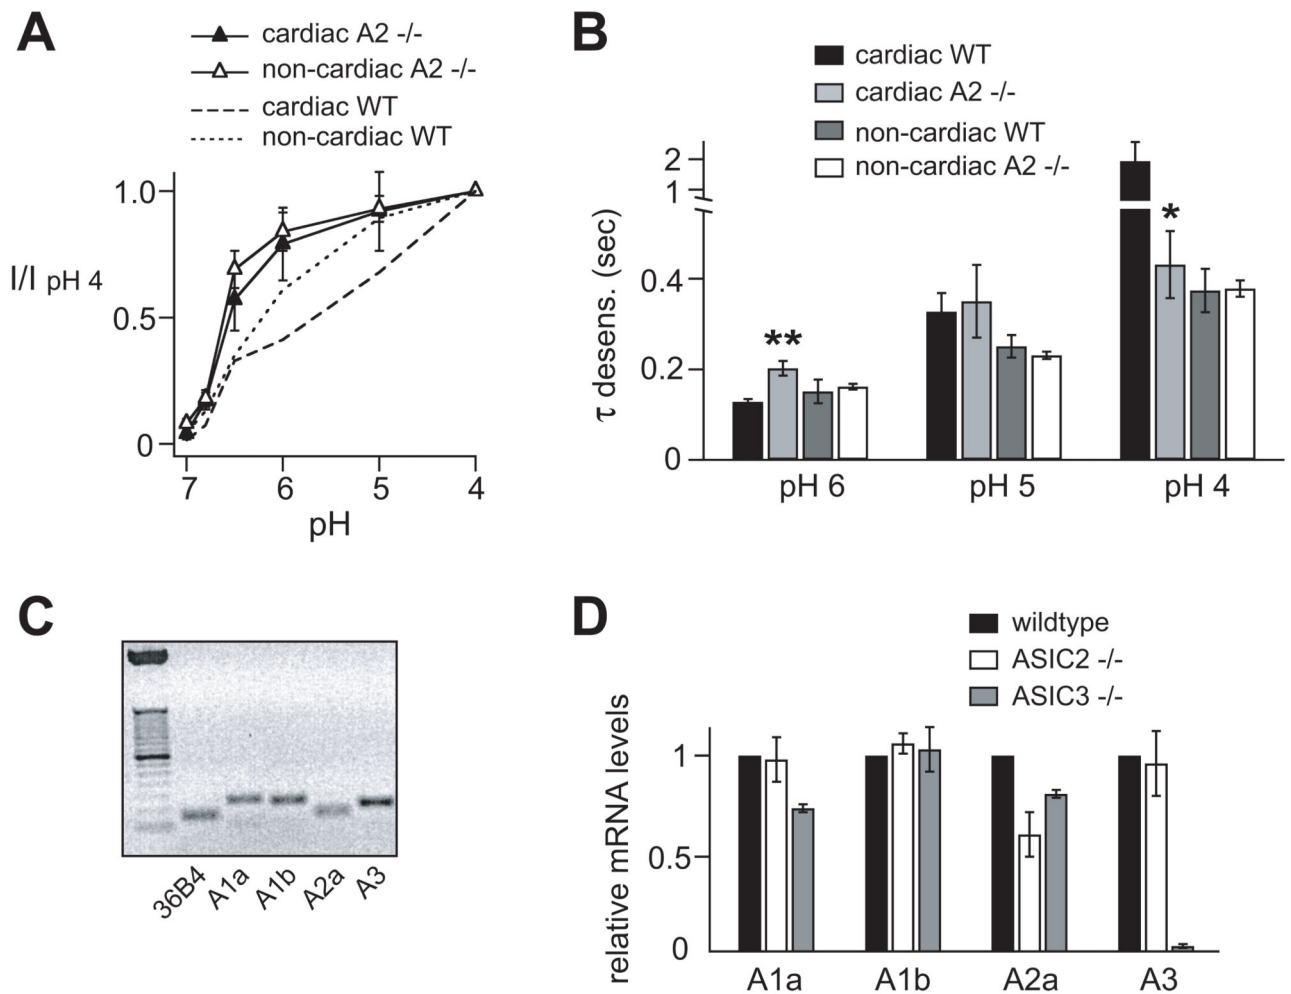 A
cardiac A2 -/-
non-cardiac A2 -/-
cardiac WT
non-cardiac WT
1.0
I/I pH 4
0.5
0
7 6 5 4
pH
B
cardiac WT
cardiac A2 -/-
non-cardiac WT
non-cardiac A2 -/-
τ desens. (sec)
2
1
0.4
0.2
0
**
*
pH 6 pH 5 pH 4
C
36B4 A1a A1b A2a A3
D
wildtype
ASIC2 -/-
ASIC3 -/-
relative mRNA levels
1
0.5
0
A1a A1b A2a A3